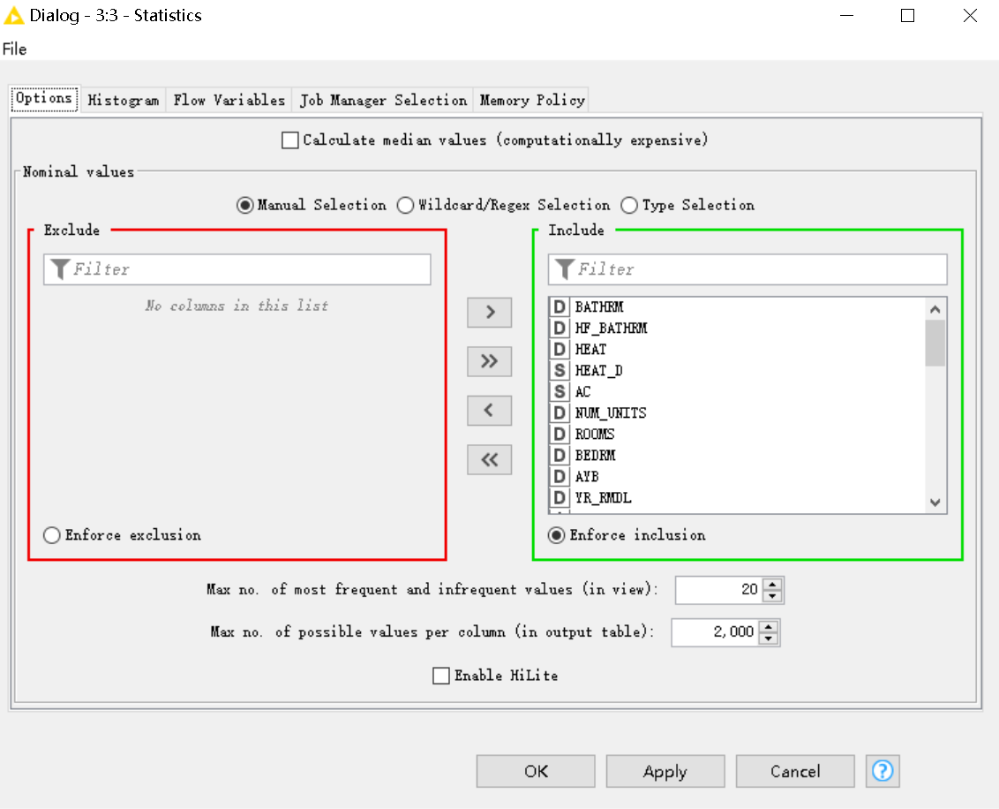 Dialog - 3:3 - Statistics
File
Options Histogram Flow Variables Job Manager Selection Memory Policy
Calculate median values (computationally expensive)
Nominal values
Manual Selection Wildcard/Regex Selection Type Selection
Exclude
Filter
No columns in this list
Enforce exclusion
>
>>
<
<<
Include
Filter
D BATHRM
D HF_BATHRM
D HEAT
S HEAT_D
S AC
D NUM_UNITS
D ROOMS
D BEDRM
D AYB
D YR_RMDL
Enforce inclusion
Max no. of most frequent and infrequent values (in view): 20
Max no. of possible values per column (in output table): 2,000
Enable HiLite
OK Apply Cancel ?